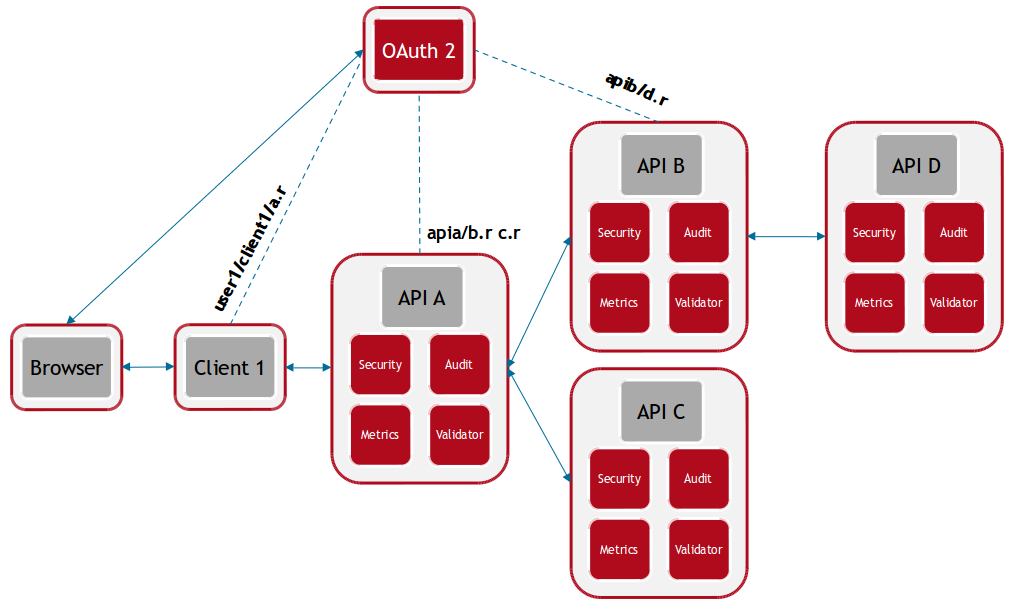 OAuth 2
apib/d.r
user1/client1/a.r
apia/b.r c.r
Browser
Client 1
API A
Security
Audit
Metrics
Validator
API B
Security
Audit
Metrics
Validator
API D
Security
Audit
Metrics
Validator
API C
Security
Audit
Metrics
Validator